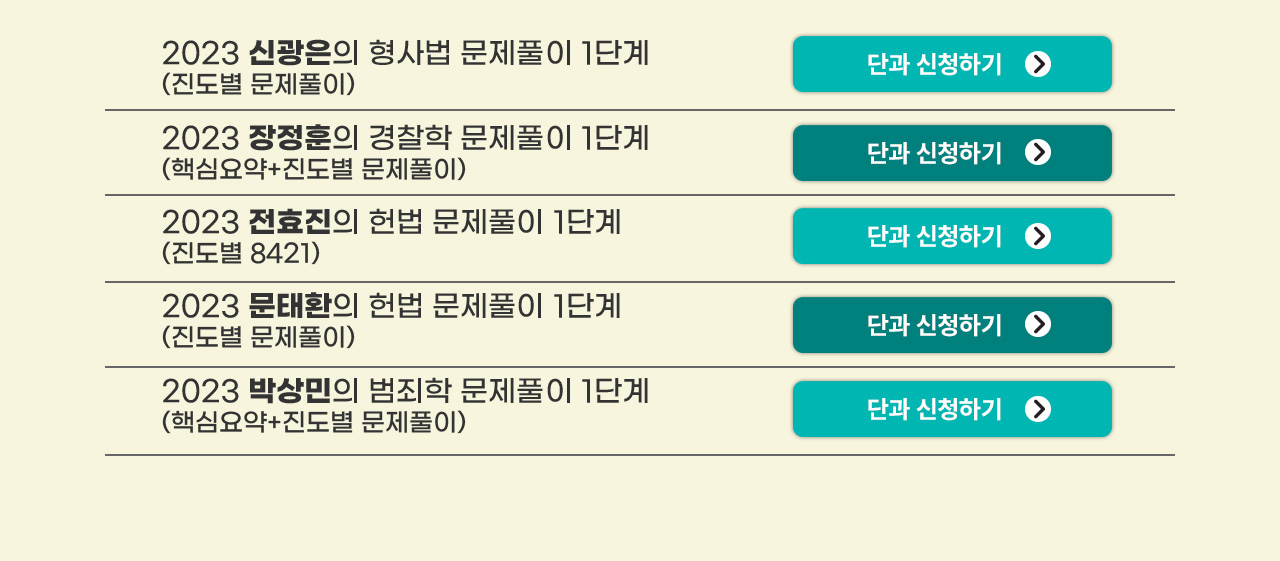 2023 신광은의 형사법 문제풀이 1단계
(진도별 문제풀이)
단과 신청하기
2023 장정훈의 경찰학 문제풀이 1단계
(핵심요약+진도별 문제풀이)
단과 신청하기
2023 전효진의 헌법 문제풀이 1단계
(진도별 8421)
단과 신청하기
2023 문태환의 헌법 문제풀이 1단계
(진도별 문제풀이)
단과 신청하기
2023 박상민의 범죄학 문제풀이 1단계
(핵심요약+진도별 문제풀이)
단과 신청하기